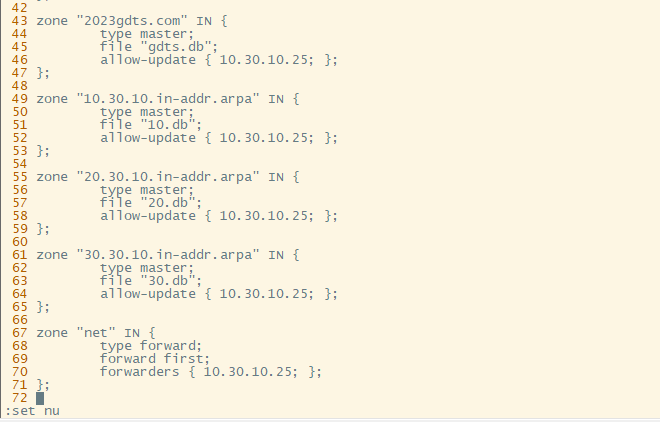 42
43 zone "2023gdts.com" IN {
44         type master;
45         file "gdts.db";
46         allow-update { 10.30.10.25; };
47 };
48
49 zone "10.30.10.in-addr.arpa" IN {
50         type master;
51         file "10.db";
52         allow-update { 10.30.10.25; };
53 };
54
55 zone "20.30.10.in-addr.arpa" IN {
56         type master;
57         file "20.db";
58         allow-update { 10.30.10.25; };
59 };
60
61 zone "30.30.10.in-addr.arpa" IN {
62         type master;
63         file "30.db";
64         allow-update { 10.30.10.25; };
65 };
66
67 zone "net" IN {
68         type forward;
69         forward first;
70         forwarders { 10.30.10.25; };
71 };
72
:set nu